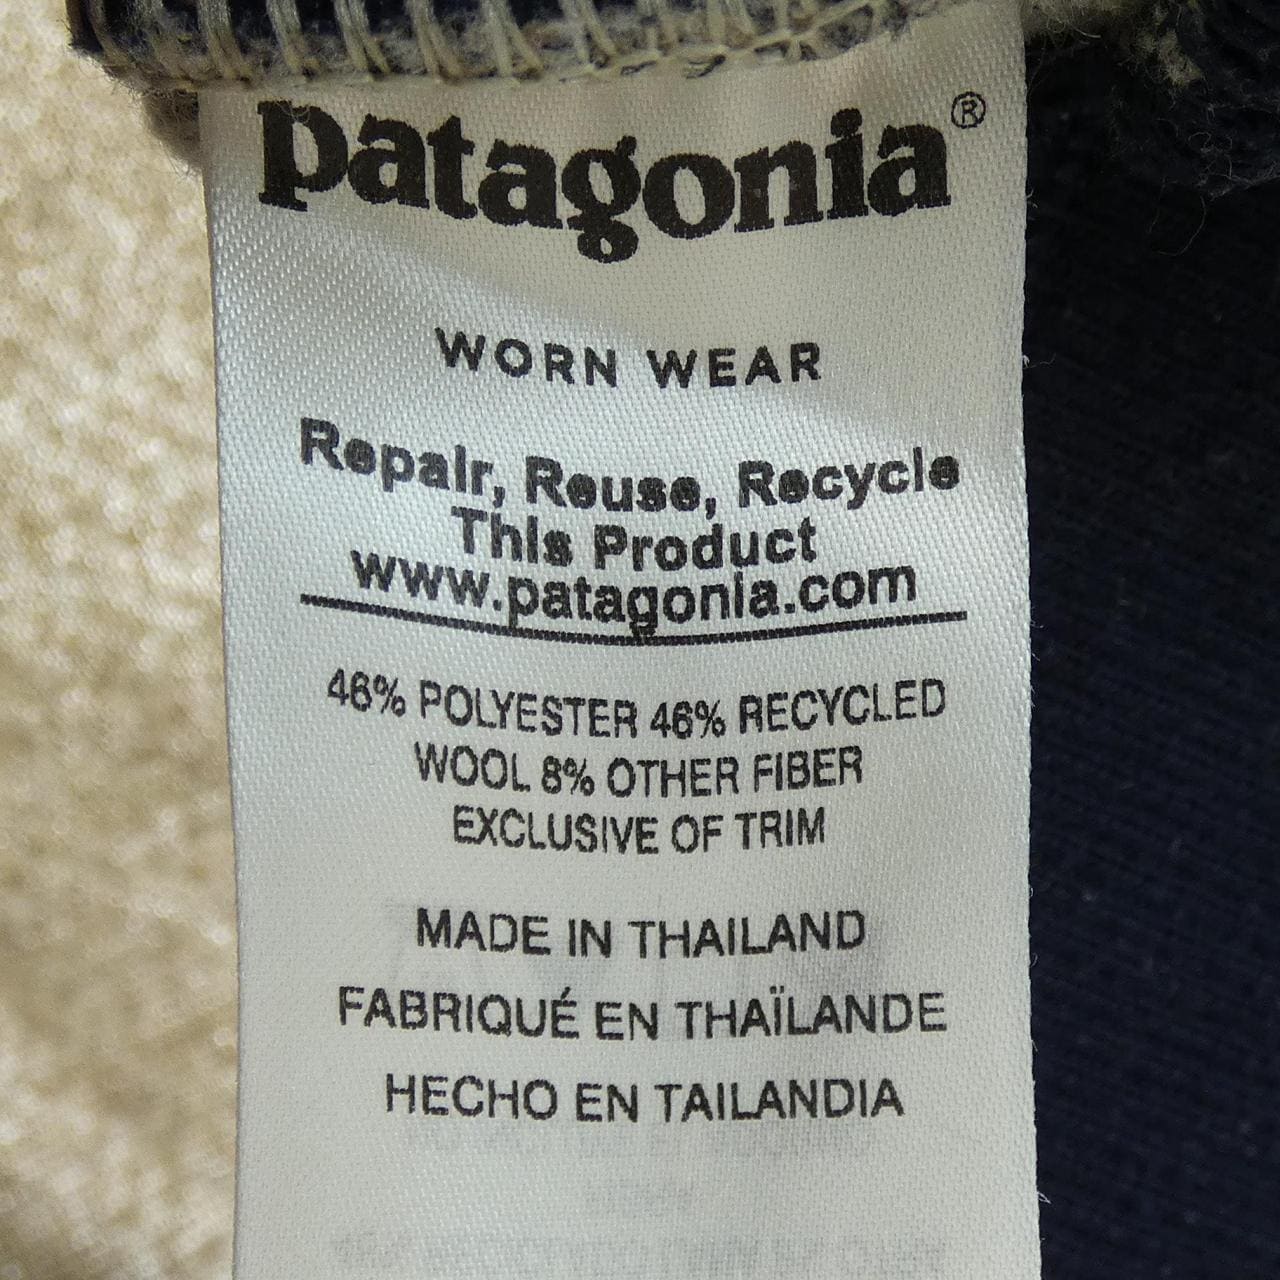 patagonia®
WORN WEAR
Repair, Reuse, Recycle
This Product
www.patagonia.com
46% POLYESTER 46% RECYCLED
WOOL 8% OTHER FIBER
EXCLUSIVE OF TRIM
MADE IN THAILAND
FABRIQUÉ EN THAÏLANDE
HECHO EN TAILANDIA